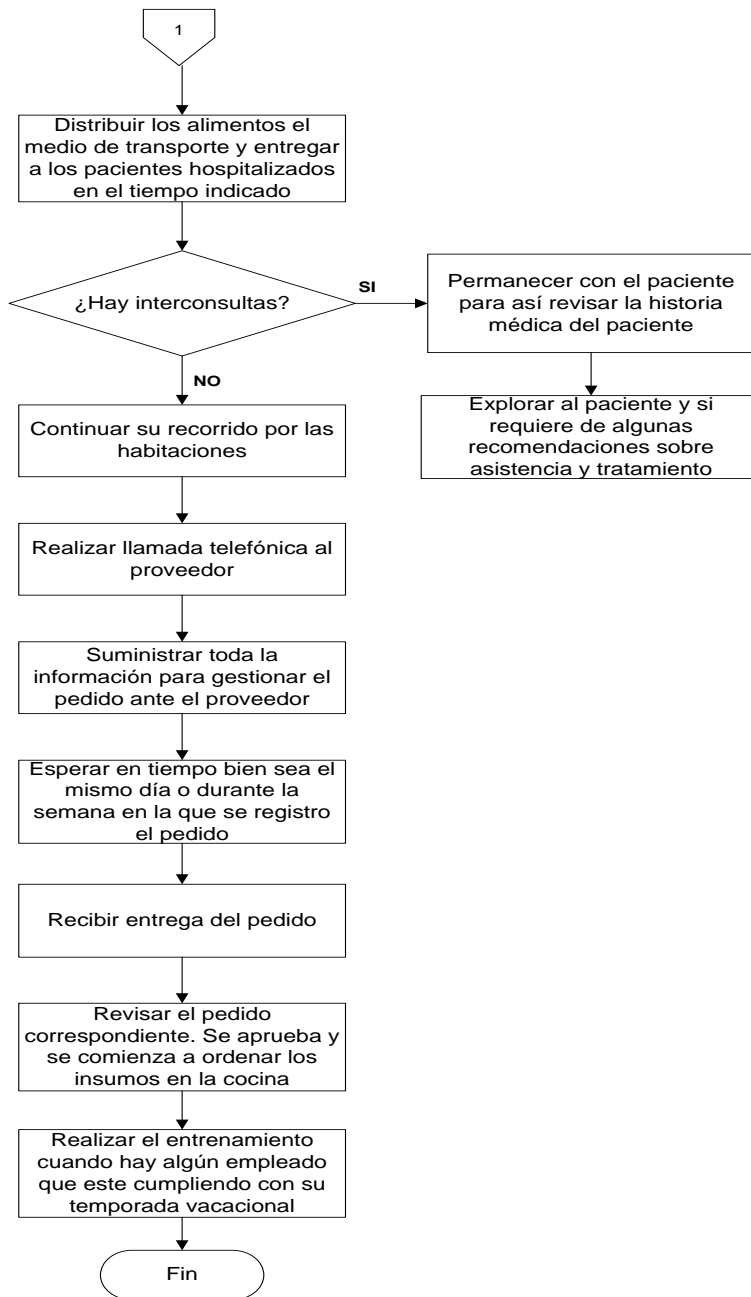 1
Distribuir los alimentos el
medio de transporte y entregar
a los pacientes hospitalizados
en el tiempo indicado
¿Hay interconsultas?
SI
Permanecer con el paciente
para así revisar la historia
médica del paciente
Explorar al paciente y si
requiere de algunas
recomendaciones sobre
asistencia y tratamiento
NO
Continuar su recorrido por las
habitaciones
Realizar llamada telefónica al
proveedor
Suministrar toda la
información para gestionar el
pedido ante el proveedor
Esperar en tiempo bien sea el
mismo día o durante la
semana en la que se registro
el pedido
Recibir entrega del pedido
Revisar el pedido
correspondiente. Se aprueba y
se comienza a ordenar los
insumos en la cocina
Realizar el entrenamiento
cuando hay algún empleado
que este cumpliendo con su
temporada vacacional
Fin